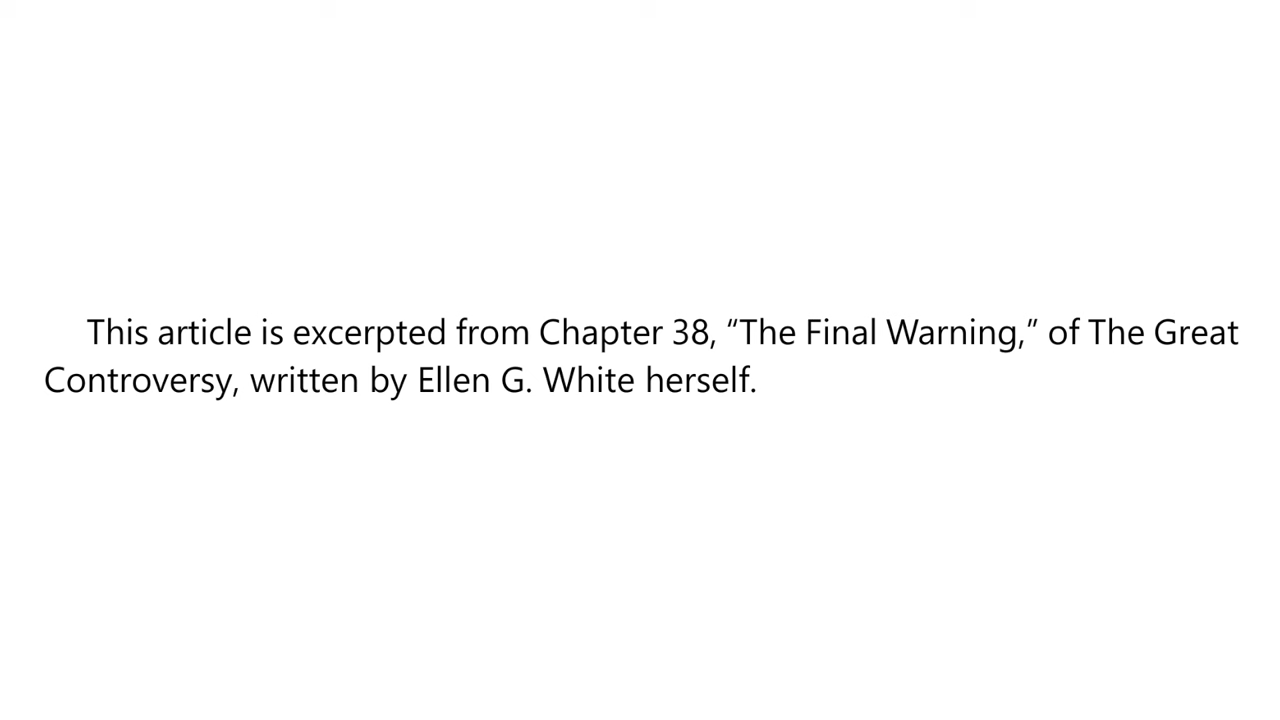 This article is excerpted from Chapter 38, “The Final Warning,” of The Great
Controversy, written by Ellen G. White herself.